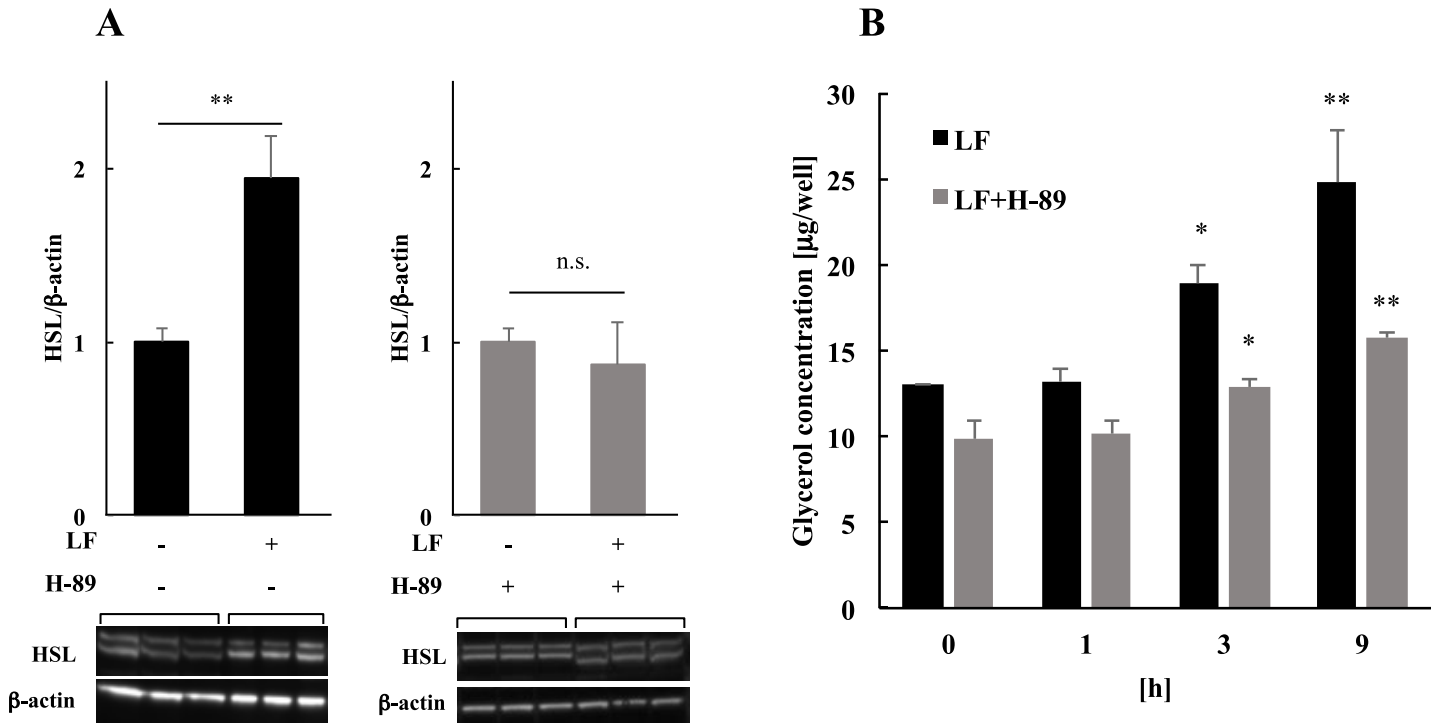 A
**
2
1
0
HSL/β-actin
LF - +
H-89 - -
HSL
β-actin
n.s.
2
1
0
HSL/β-actin
LF - +
H-89 + +
HSL
β-actin
B
30
25
20
15
10
5
0
Glycerol concentration [µg/well]
LF
LF+H-89
*
*
**
**
0 1 3 9
[h]